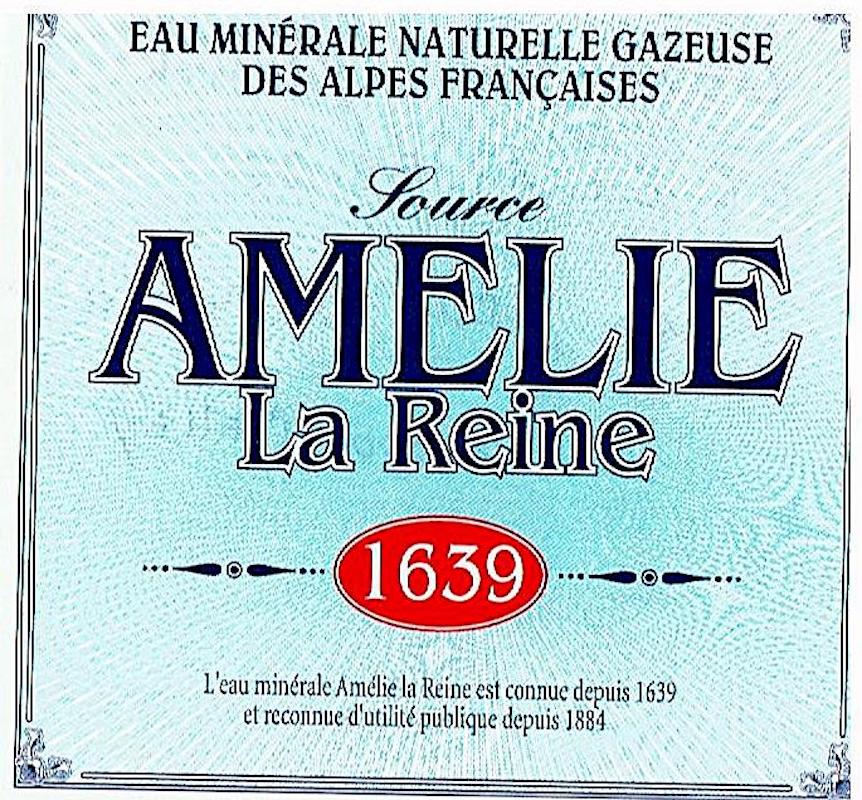 EAU MINÉRALE NATURELLE GAZEUSE
DES ALPES FRANÇAISES
Source
AMELIE
La Reine
1639
L'eau minérale Amélie la Reine est connue depuis 1639
et reconnue d'utilité publique depuis 1884